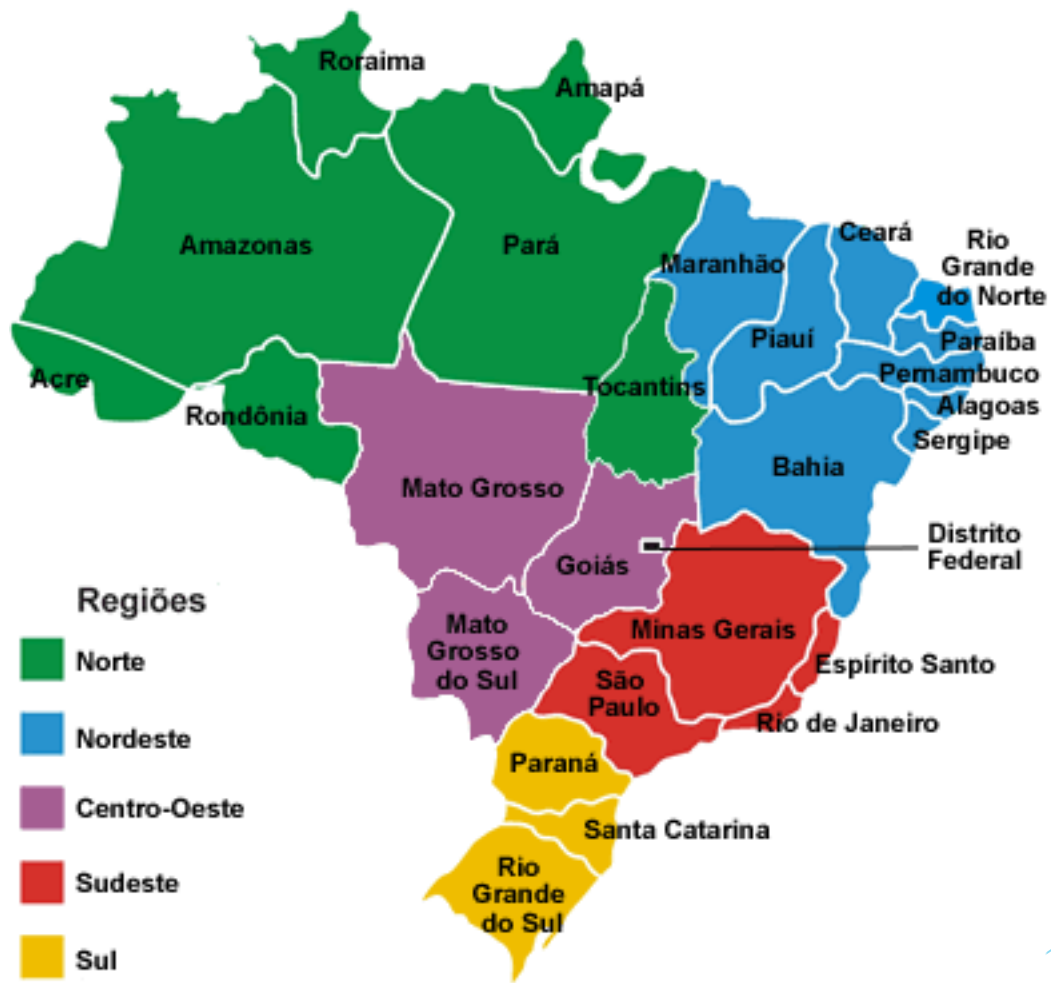 Roraima
Amapá
Amazonas
Pará
Maranhão
Ceará
Rio
Grande
do Norte
Piauí
Paraíba
Pernambuco
Alagoas
Sergipe
Acre
Rondônia
Tocantins
Bahia
Mato Grosso
Goiás
Distrito
Federal
Mato
Grosso
do Sul
Minas Gerais
Espírito Santo
São
Paulo
Rio de Janeiro
Paraná
Santa Catarina
Rio
Grande
do Sul
Regiões
Norte
Nordeste
Centro-Oeste
Sudeste
Sul